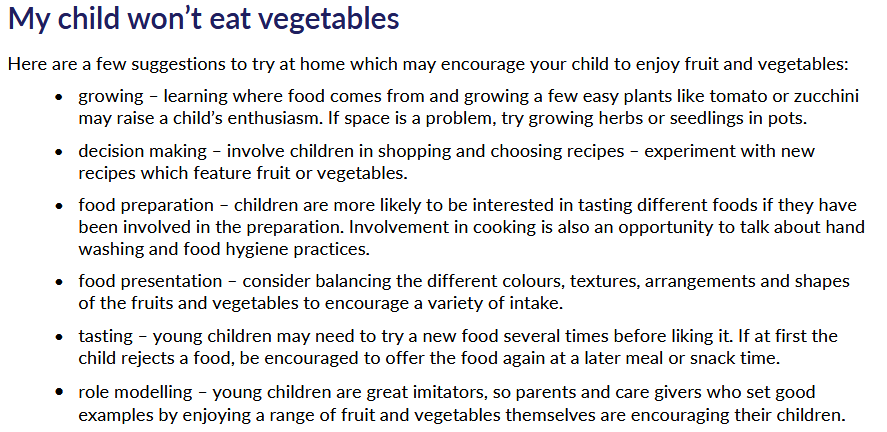 My child won’t eat vegetables
Here are a few suggestions to try at home which may encourage your child to enjoy fruit and vegetables:
• growing – learning where food comes from and growing a few easy plants like tomato or zucchini
may raise a child’s enthusiasm. If space is a problem, try growing herbs or seedlings in pots.
• decision making – involve children in shopping and choosing recipes – experiment with new
recipes which feature fruit or vegetables.
• food preparation – children are more likely to be interested in tasting different foods if they have
been involved in the preparation. Involvement in cooking is also an opportunity to talk about hand
washing and food hygiene practices.
• food presentation – consider balancing the different colours, textures, arrangements and shapes
of the fruits and vegetables to encourage a variety of intake.
• tasting – young children may need to try a new food several times before liking it. If at first the
child rejects a food, be encouraged to offer the food again at a later meal or snack time.
• role modelling – young children are great imitators, so parents and care givers who set good
examples by enjoying a range of fruit and vegetables themselves are encouraging their children.